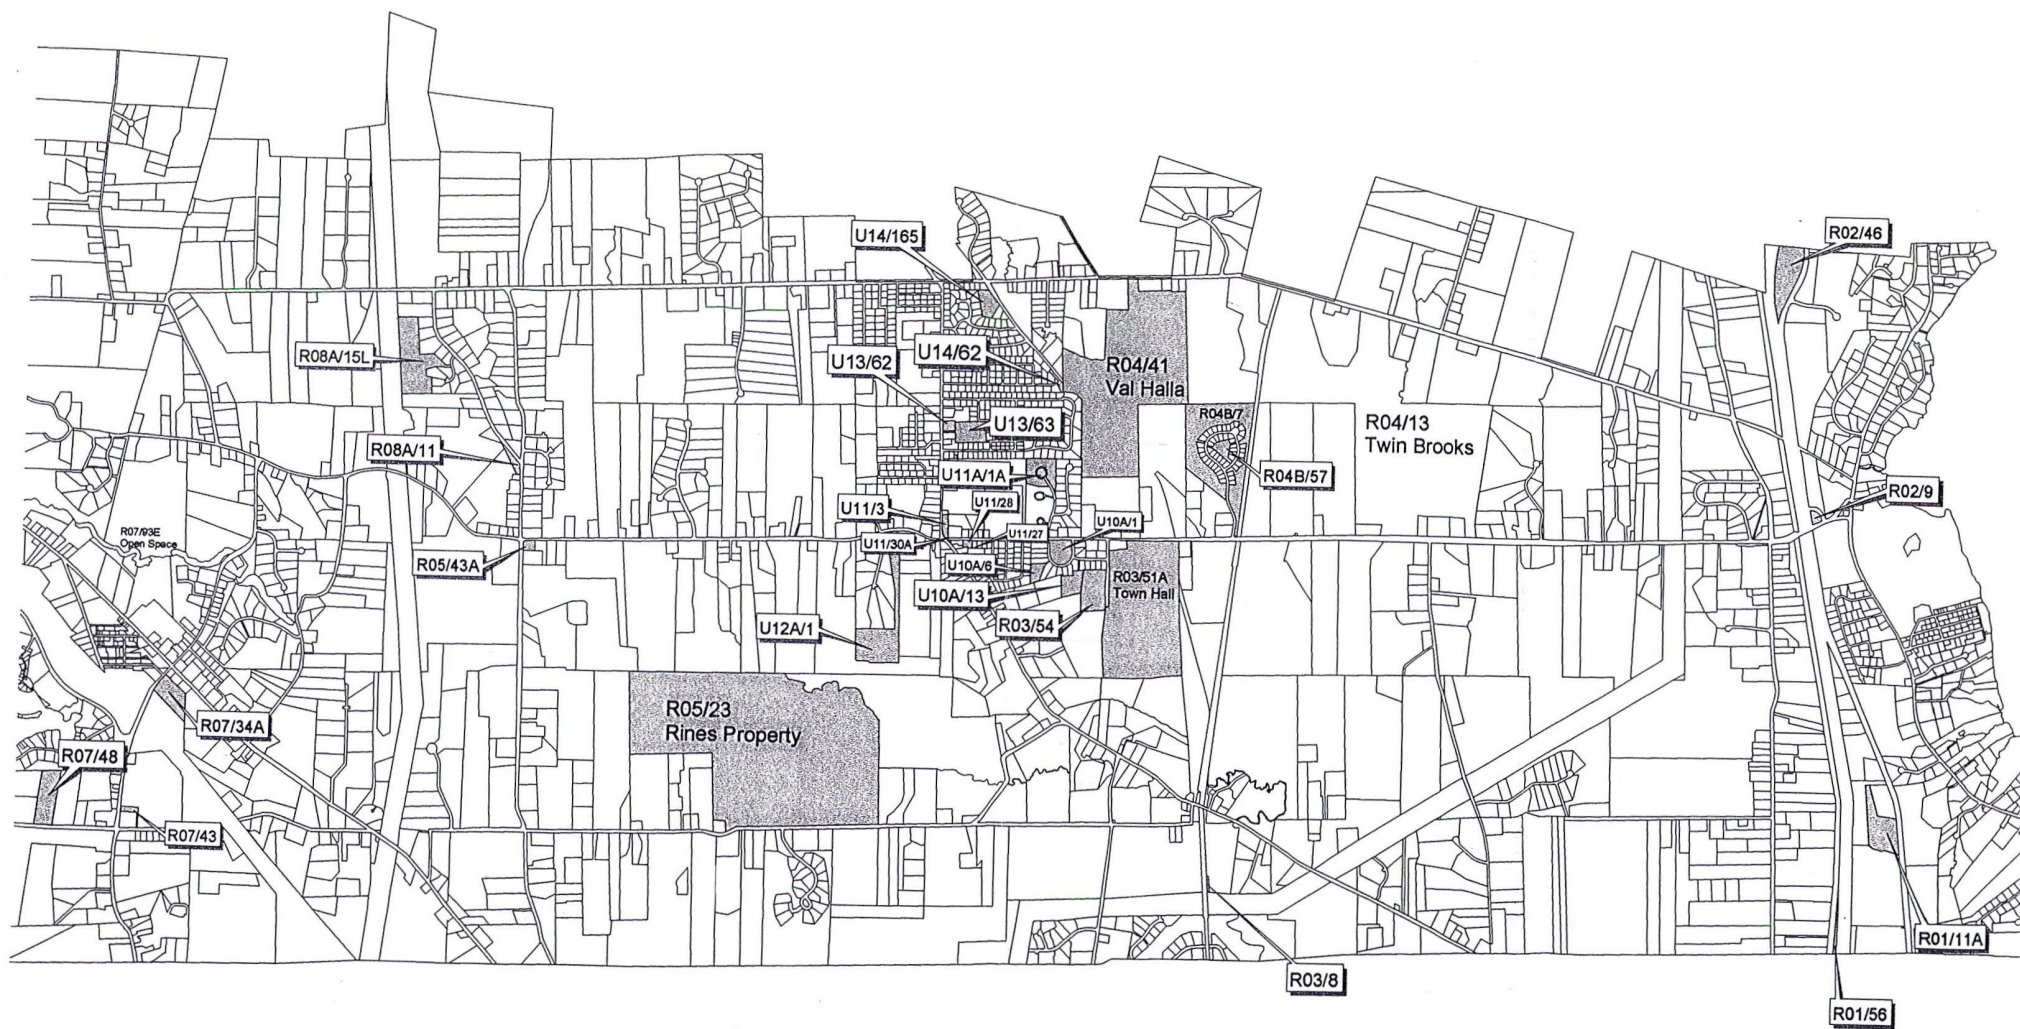 R02/46
U14/165
R08A/15L
U13/62
U14/62
R04/41
Val Halla
R04B/7
U13/63
R04/13
Twin Brooks
R08A/11
U11A/1A
R04B/57
R02/9
U11/3
U11/28
U10A/1
R07/93E
Open Space
U11/30A
U11/27
R05/43A
U10A/6
U10A/13
R03/51A
Town Hall
U12A/1
R03/54
R05/23
Rines Property
R07/34A
R07/48
R07/43
R01/11A
R03/8
R01/56